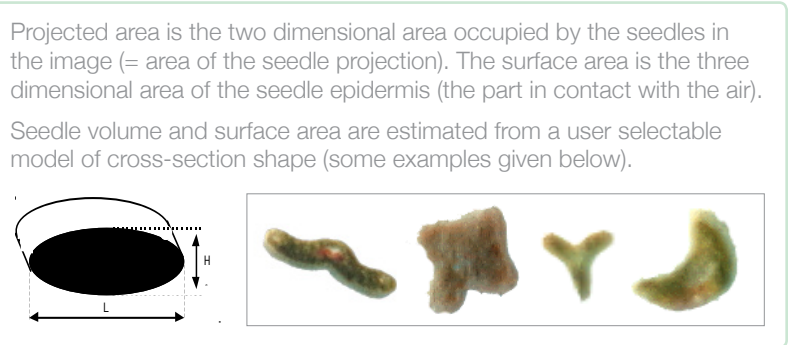 Projected area is the two dimensional area occupied by the seedles in
the image (= area of the seedle projection). The surface area is the three
dimensional area of the seedle epidermis (the part in contact with the air).
Seedle volume and surface area are estimated from a user selectable
model of cross-section shape (some examples given below).
H
L